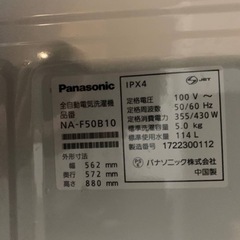 Panasonic
全自動電気洗濯機
品番
NA-F50B10
外形寸法
幅 562 mm
奥行 572 mm
高さ 880 mm
IPX4
JET
定格電圧 100 V~
定格周波数 50/60 Hz
定格消費電力 355/430 W
標準洗濯容量 5.0 kg
標準使用水量 114 L
製造番号 1722300112
パナソニック株式会社
中国製